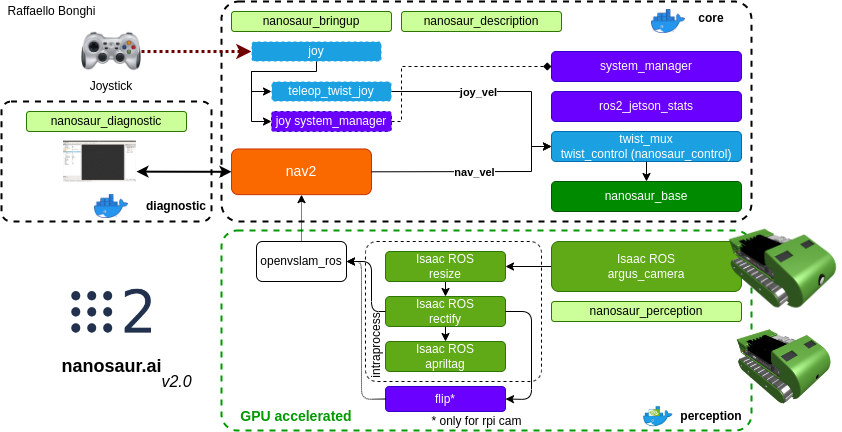 Raffaello Bonghi
Joystick
nanosaur_bringup
nanosaur_description
core
joy
teleop_twist_joy
joy system_manager
joy_vel
system_manager
ros2_jetson_stats
twist_mux
twist_control (nanosaur_control)
nanosaur_base
nanosaur_diagnostic
diagnostic
nav2
nav_vel
openvslam_ros
Isaac ROS
resize
Isaac ROS
rectify
Isaac ROS
apriltag
intraprocess
Isaac ROS
argus_camera
nanosaur_perception
flip*
* only for rpi cam
GPU accelerated
perception
2
nanosaur.ai
v2.0